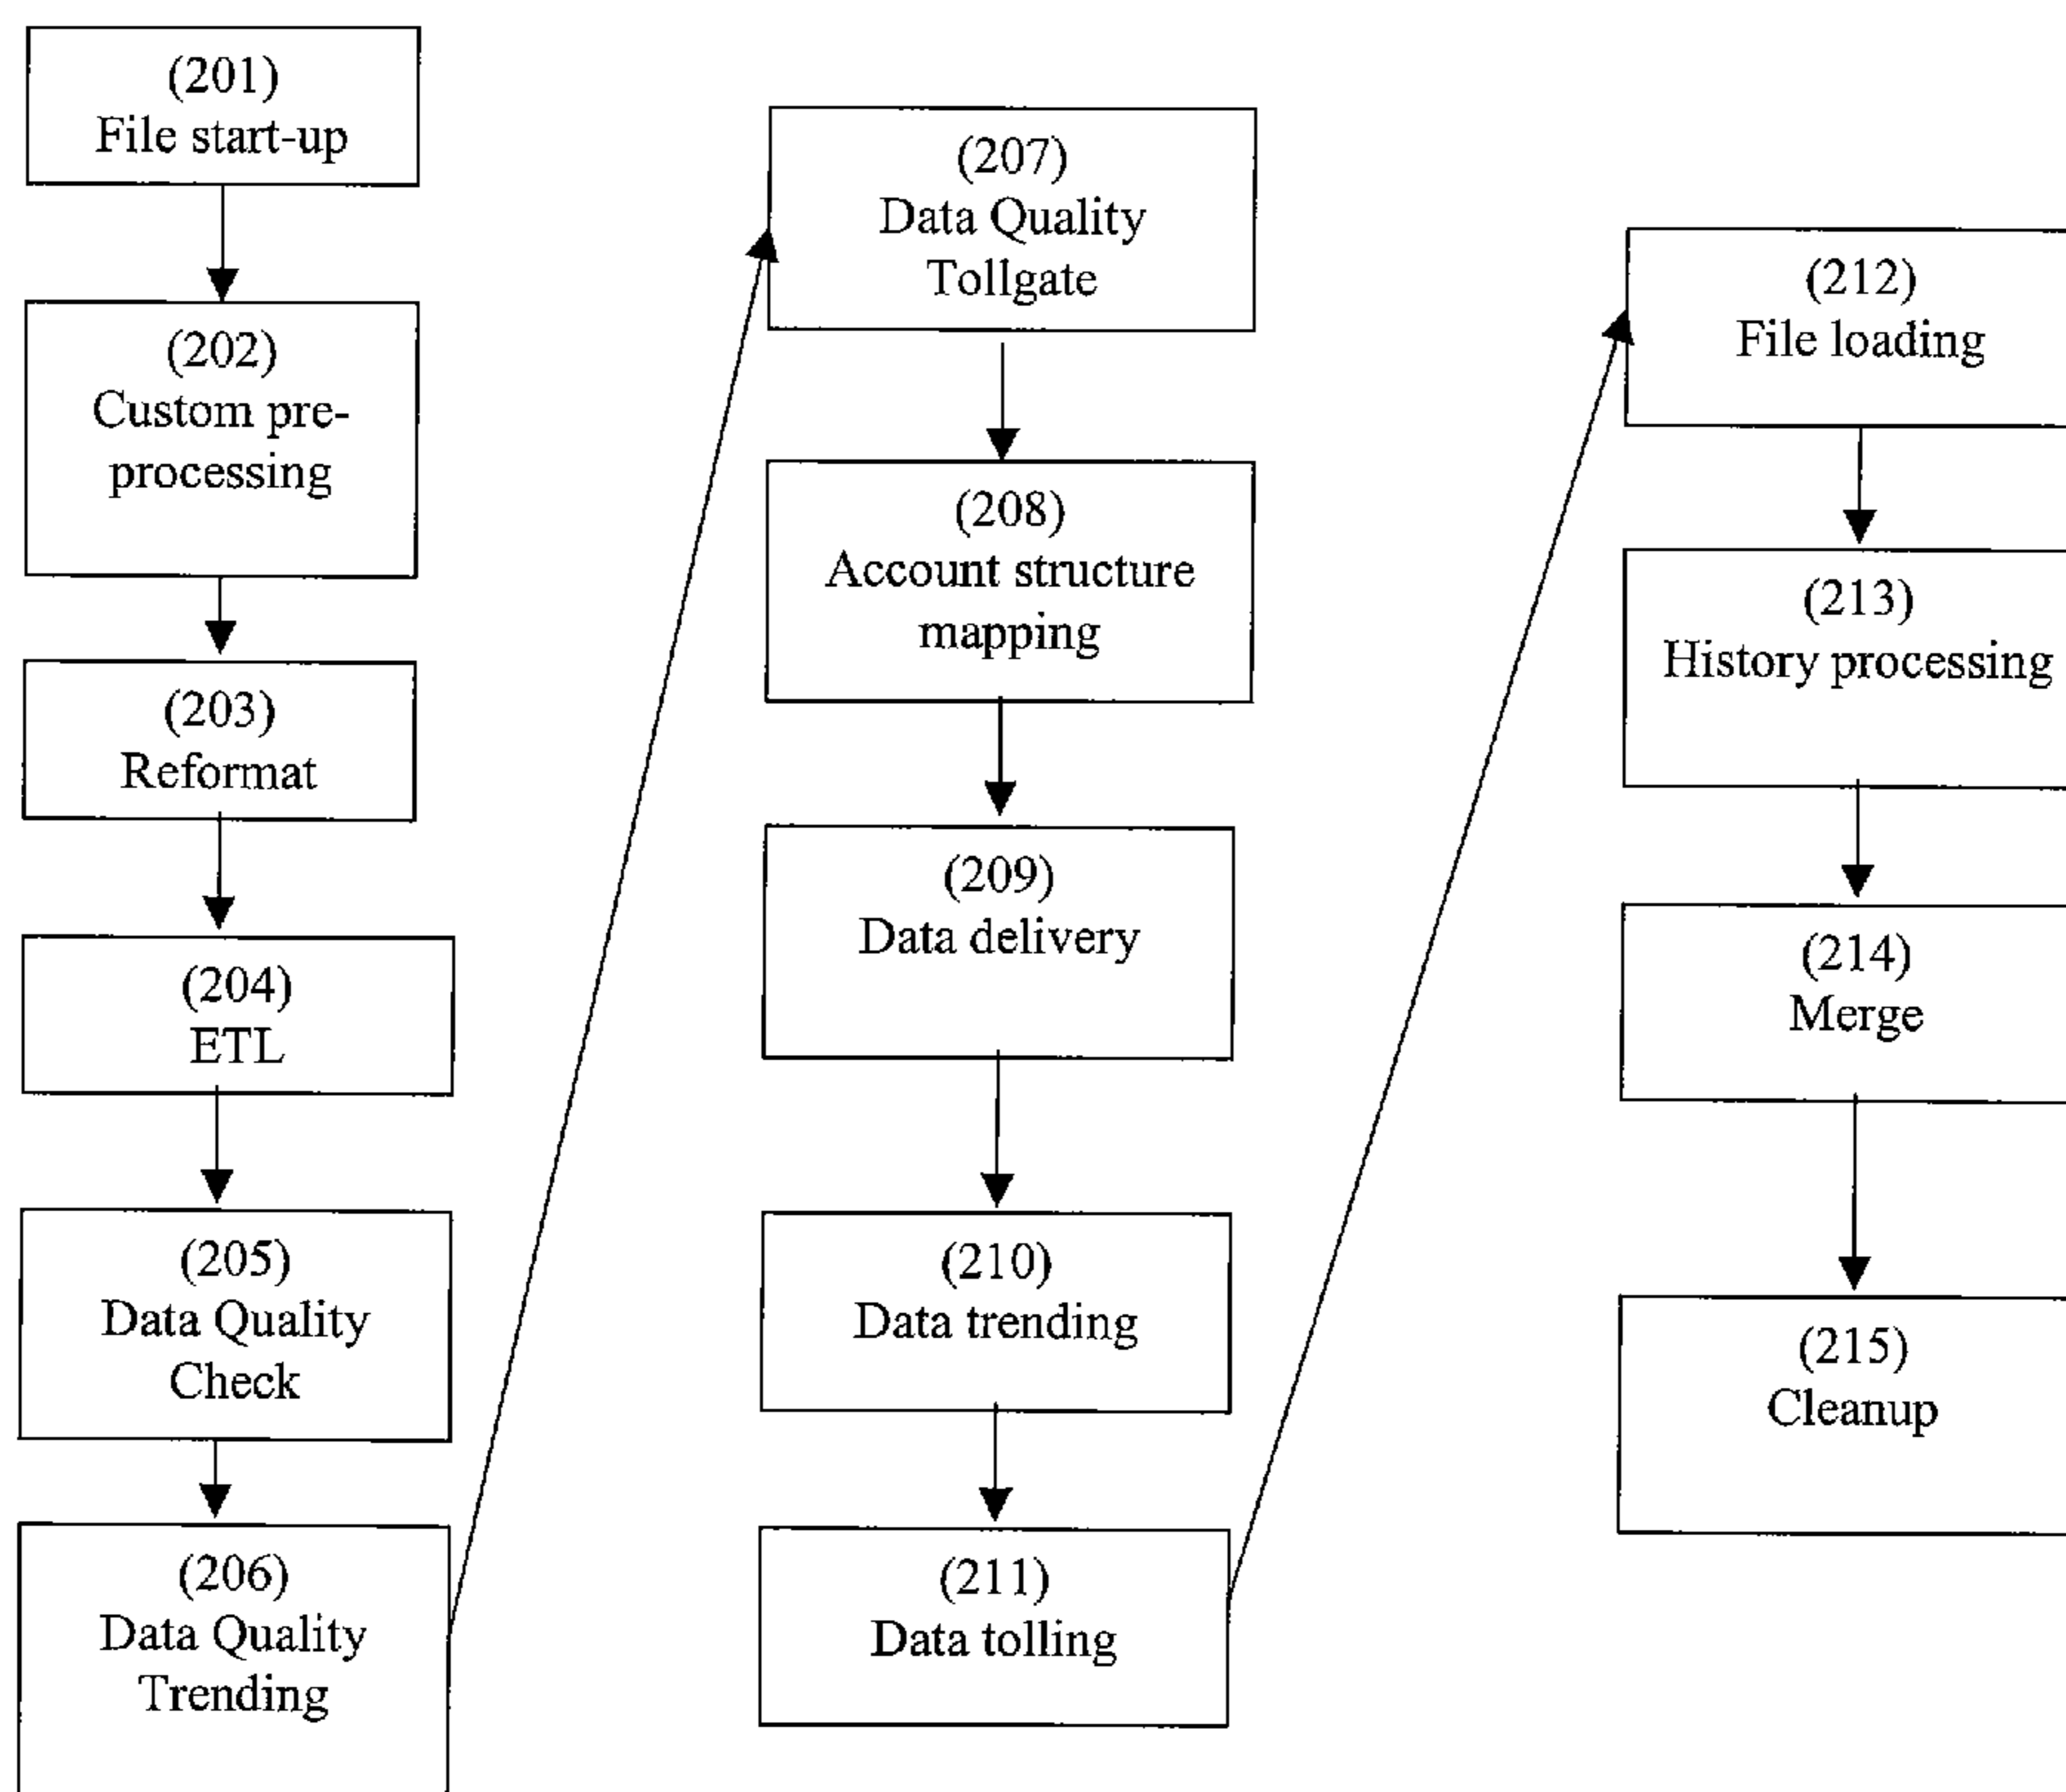 (201)
File start-up
(202)
Custom pre-
processing
(203)
Reformat
(204)
ETL
(205)
Data Quality
Check
(206)
Data Quality
Trending
(207)
Data Quality
Tollgate
(208)
Account structure
mapping
(209)
Data delivery
(210)
Data trending
(211)
Data tolling
(212)
File loading
(213)
History processing
(214)
Merge
(215)
Cleanup